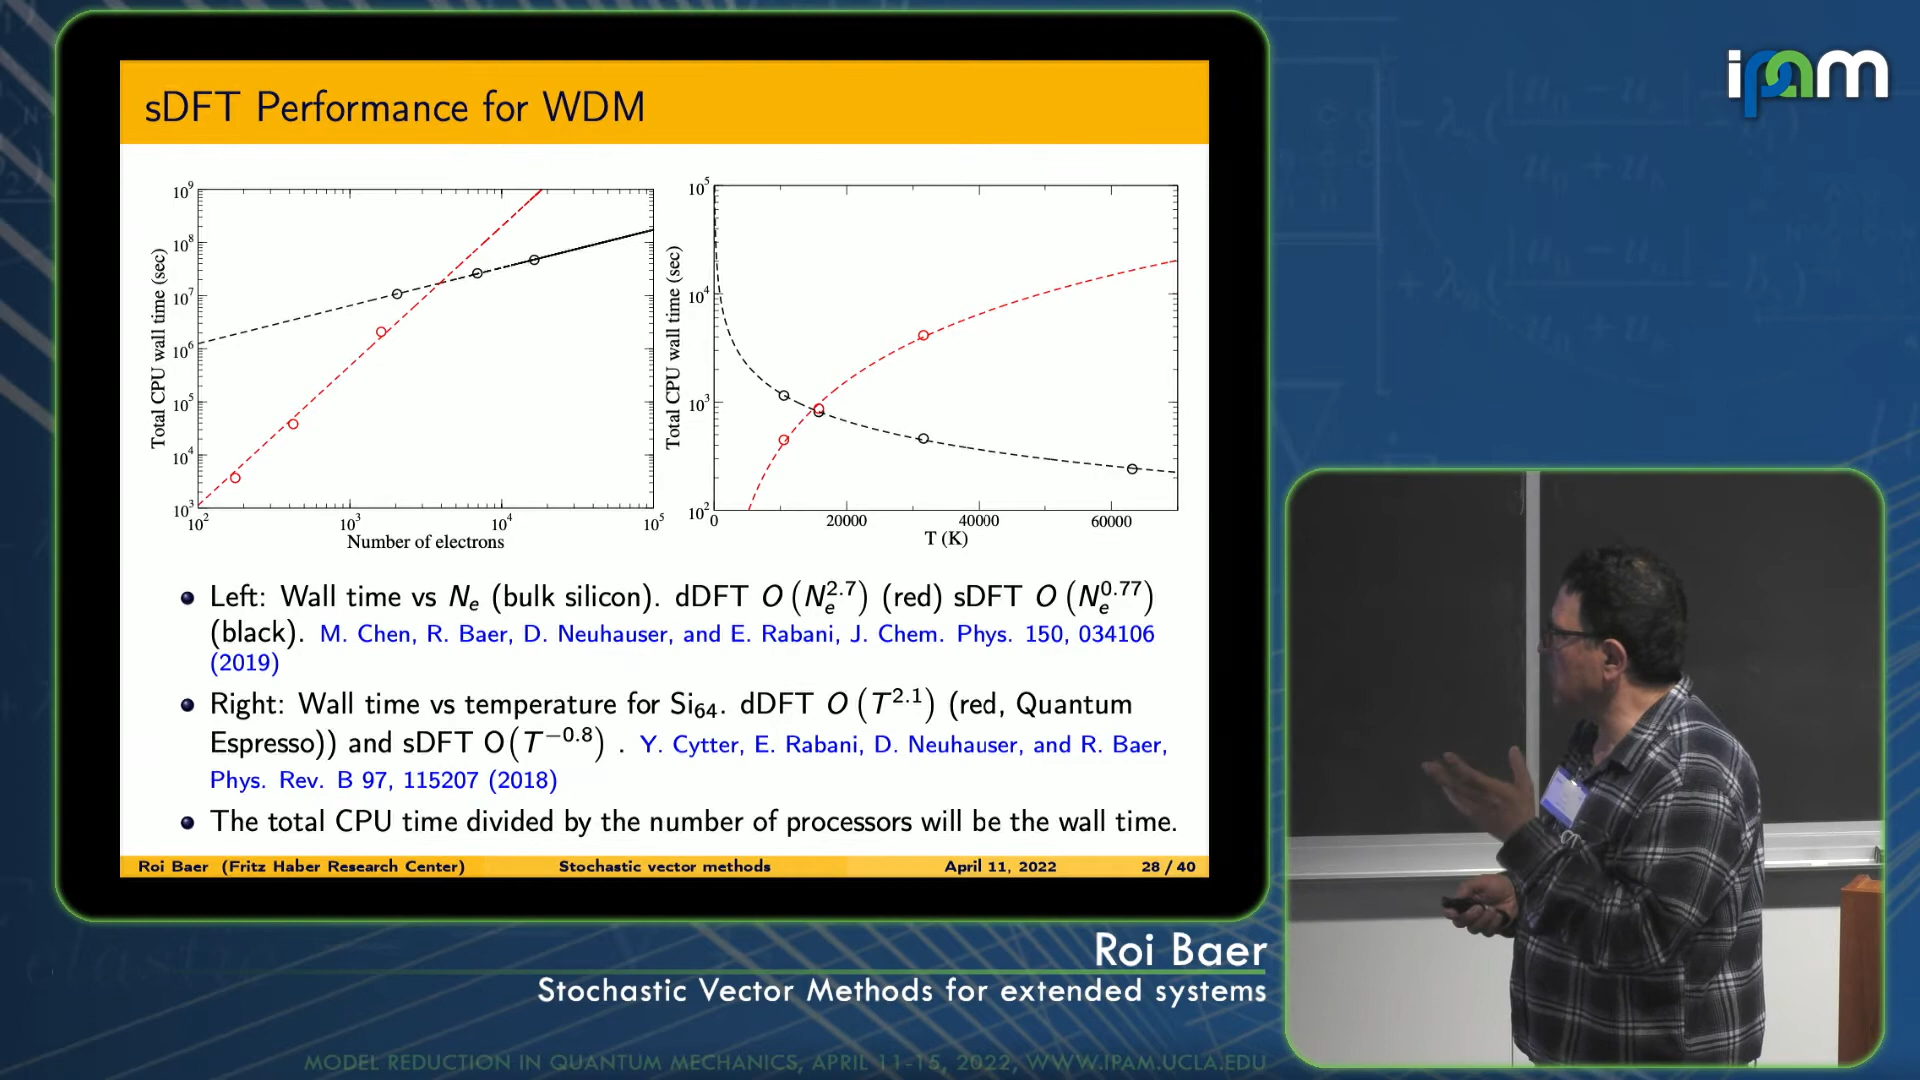 ipam
sDFT Performance for WDM
10^9
10^8
10^7
10^6
10^5
10^4
10^3
Total CPU wall time (sec)
10^2 10^3 10^4 10^5
Number of electrons
10^5
10^4
10^3
10^2
Total CPU wall time (sec)
0 20000 40000 60000
T (K)
Left: Wall time vs N_e (bulk silicon). dDFT O(N_e^2.7) (red) sDFT O(N_e^0.77)
(black). M. Chen, R. Baer, D. Neuhauser, and E. Rabani, J. Chem. Phys. 150, 034106
(2019)
Right: Wall time vs temperature for Si_64. dDFT O(T^2.1) (red, Quantum
Espresso)) and sDFT O(T^−0.8) . Y. Cytter, E. Rabani, D. Neuhauser, and R. Baer,
Phys. Rev. B 97, 115207 (2018)
The total CPU time divided by the number of processors will be the wall time.
Roi Baer (Fritz Haber Research Center) Stochastic vector methods April 11, 2022 28 / 40
Roi Baer
Stochastic Vector Methods for extended systems
MODEL REDUCTION IN QUANTUM MECHANICS, APRIL 11-15, 2022, WWW.IPAM.UCLA.EDU